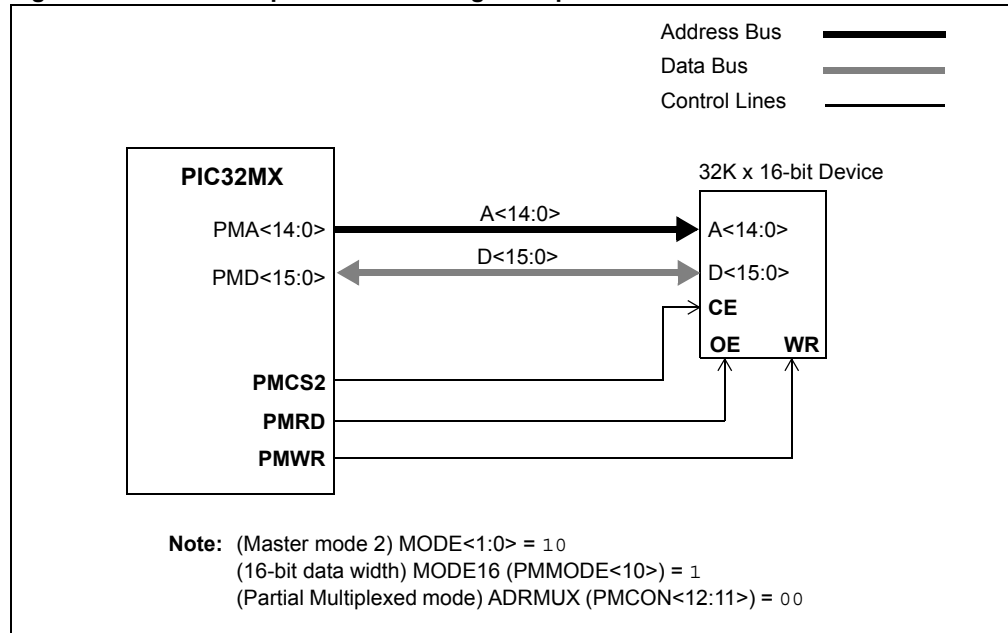 Address Bus
Data Bus
Control Lines
PIC32MX
32K x 16-bit Device
PMA<14:0>
A<14:0>
A<14:0>
PMD<15:0>
D<15:0>
D<15:0>
CE
OE WR
PMCS2
PMRD
PMWR
Note: (Master mode 2) MODE<1:0> = 10
(16-bit data width) MODE16 (PMMODE<10>) = 1
(Partial Multiplexed mode) ADRMUX (PMCON<12:11>) = 00